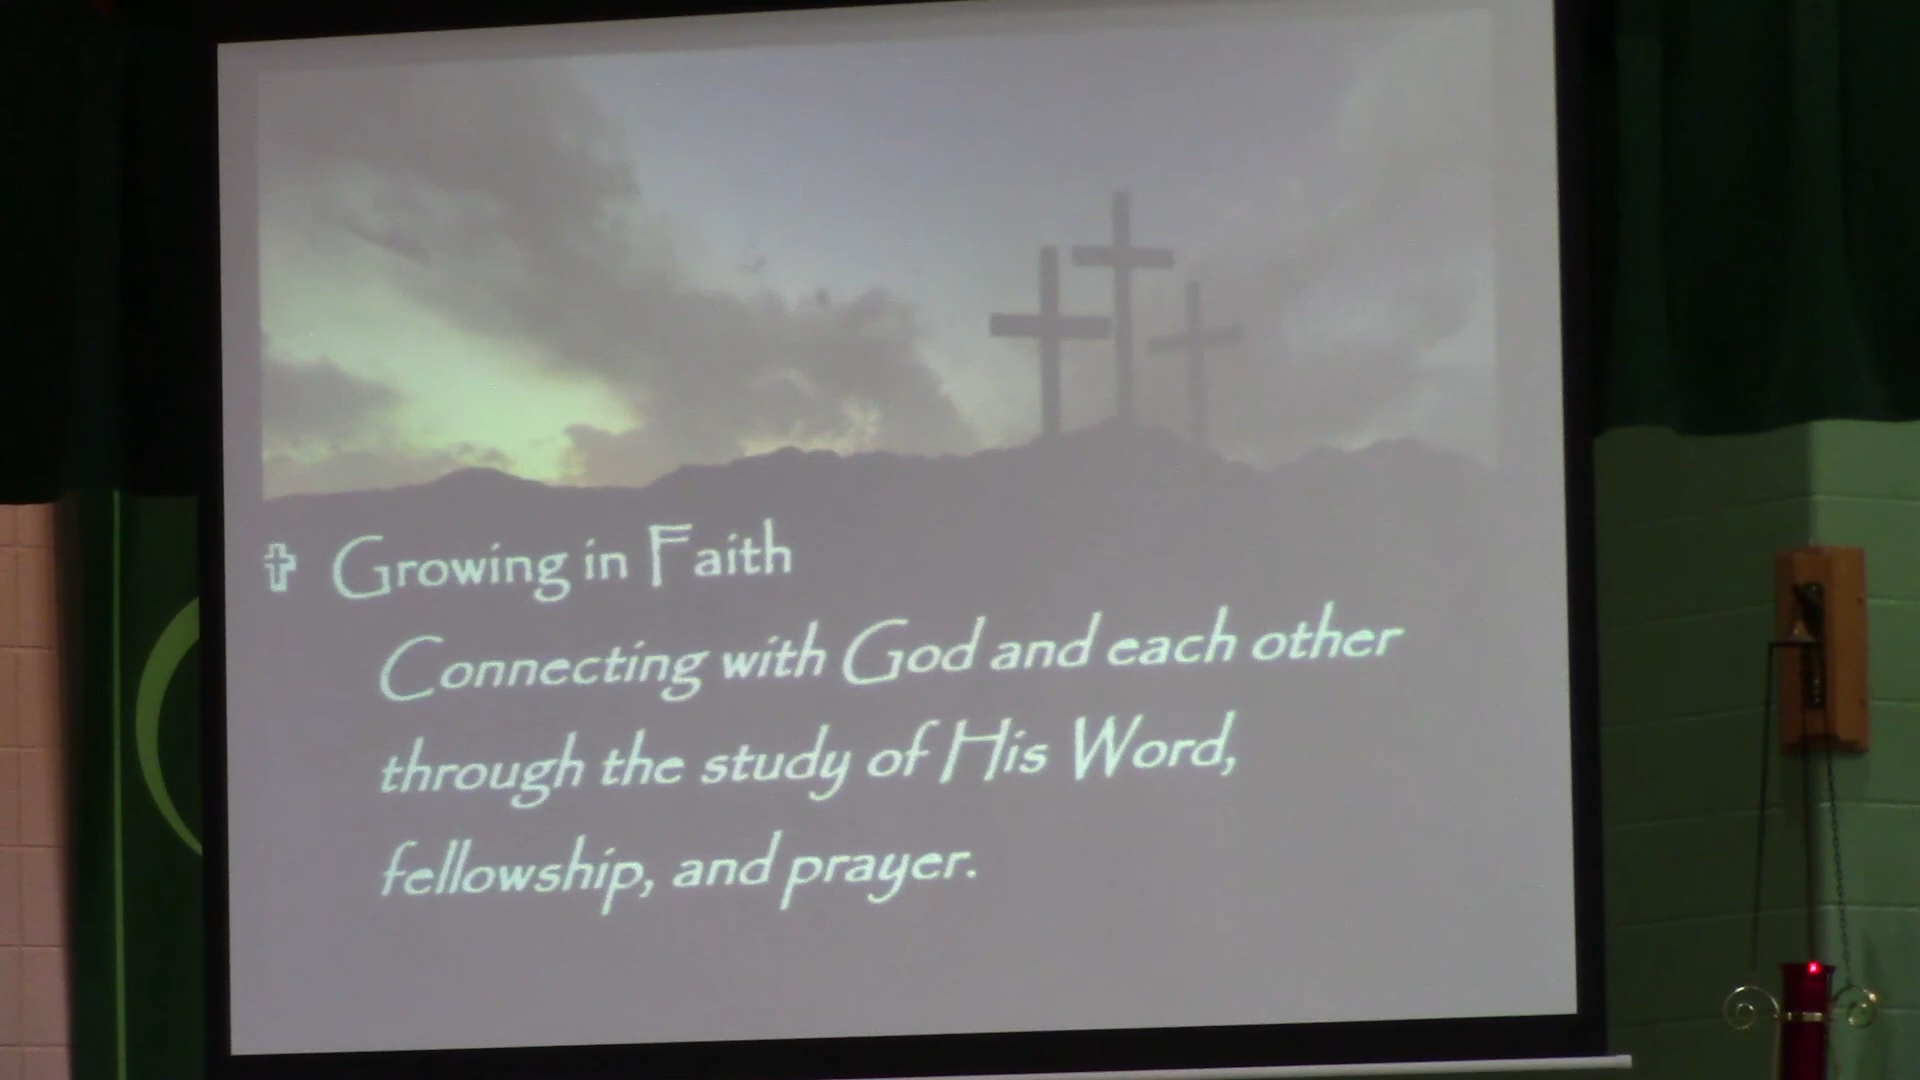 ✞ Growing in Faith
Connecting with God and each other
through the study of His Word,
fellowship, and prayer.